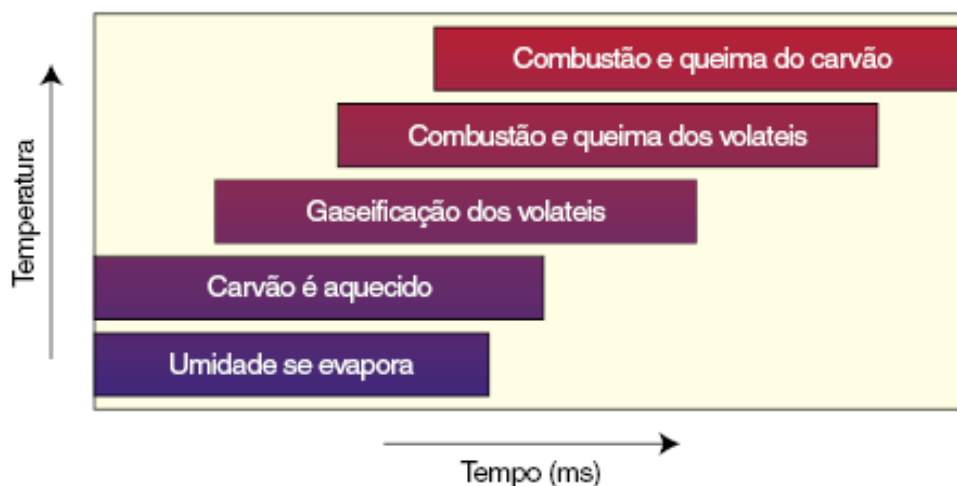 Combustão e queima do carvão
Combustão e queima dos volateis
Gaseificação dos volateis
Carvão é aquecido
Umidade se evapora
Temperatura
Tempo (ms)